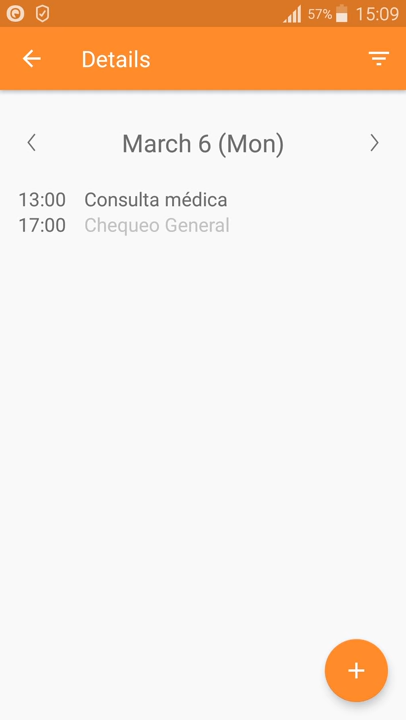 57% 15:09
Details
March 6 (Mon)
13:00 Consulta médica
17:00 Chequeo General